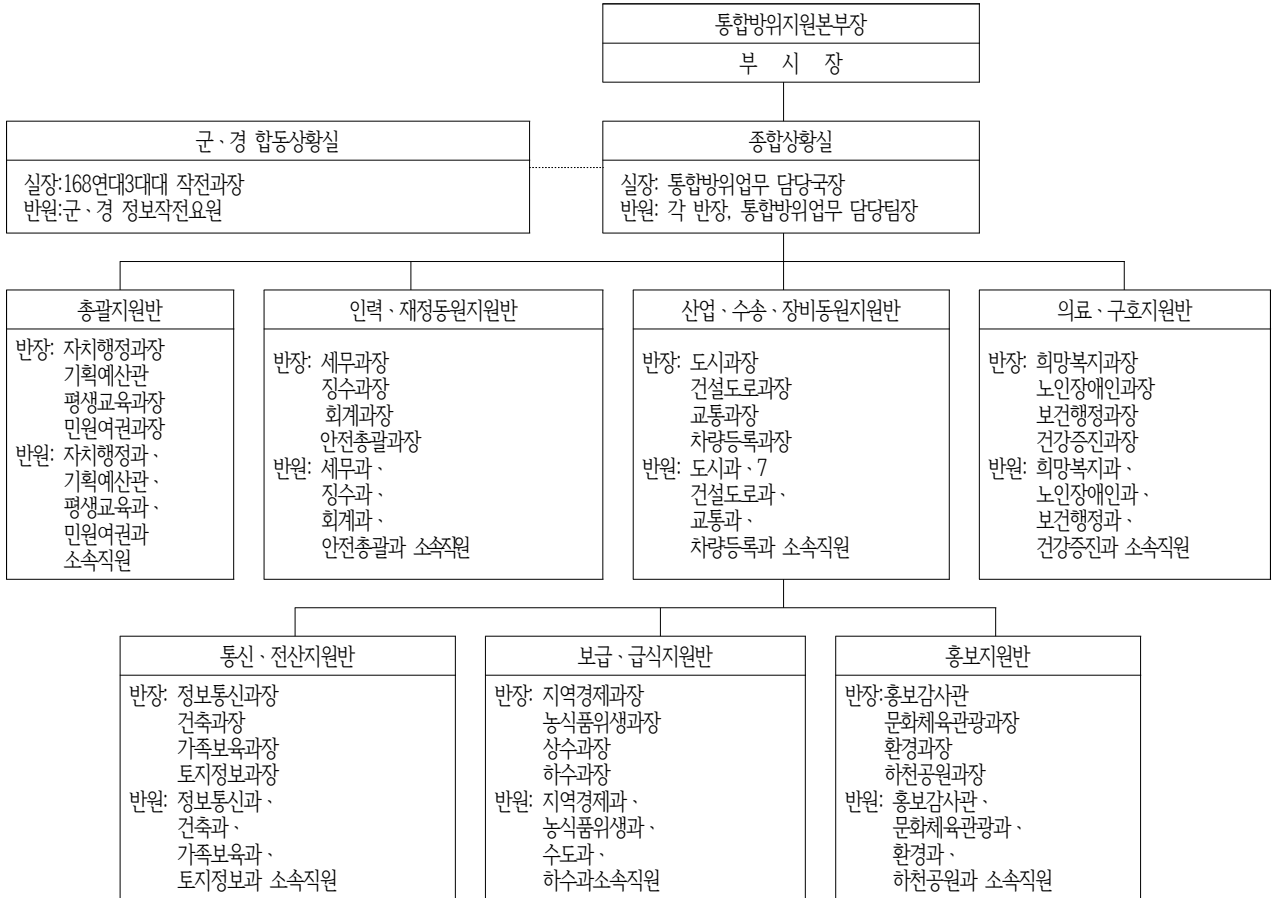 통합방위지원본부장
부 시 장
군、경 합동상황실
실장:168연대3대대 작전과장
반원:군、경 정보작전요원
종합상황실
실장: 통합방위업무 담당국장
반원: 각 반장, 통합방위업무 담당팀장
총괄지원반
반장: 자치행정과장
기획예산관
평생교육과장
민원여권과장
반원: 자치행정과、
기획예산관、
평생교육과、
민원여권과
소속직원
인력、재정동원지원반
반장: 세무과장
징수과장
회계과장
안전총괄과장
반원: 세무과、
징수과、
회계과、
안전총괄과 소속직원
산업、수송、장비동원지원반
반장: 도시과장
건설도로과장
교통과장
차량등록과장
반원: 도시과、7
건설도로과、
교통과、
차량등록과 소속직원
의료、구호지원반
반장: 희망복지과장
노인장애인과장
보건행정과장
건강증진과장
반원: 희망복지과、
노인장애인과、
보건행정과、
건강증진과 소속직원
통신、전산지원반
반장: 정보통신과장
건축과장
가족보육과장
토지정보과장
반원: 정보통신과、
건축과、
가족보육과、
토지정보과 소속직원
보급、급식지원반
반장: 지역경제과장
농식품위생과장
상수과장
하수과장
반원: 지역경제과、
농식품위생과、
수도과、
하수과소속직원
홍보지원반
반장:홍보감사관
문화체육관광과장
환경과장
하천공원과장
반원: 홍보감사관、
문화체육관광과、
환경과、
하천공원과 소속직원